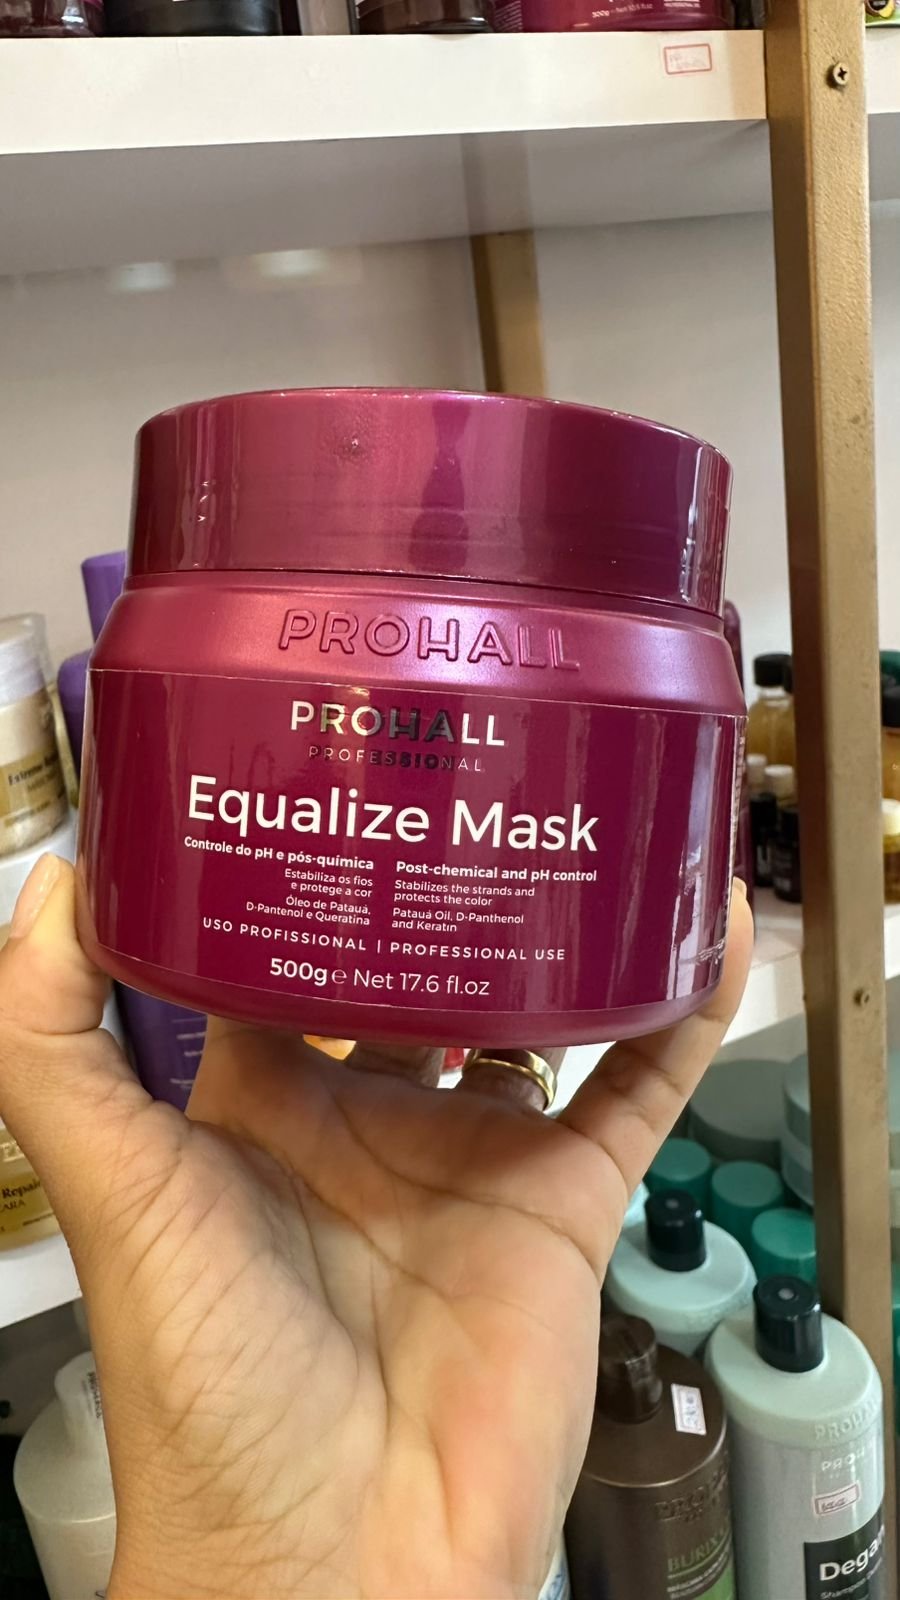 PROHALL
PROHALL
PROFESSIONAL
Equalize Mask
Controle do pH e pós-química
Estabiliza os fios
e protege a cor
Óleo de Patauá,
D-Pantenol e Queratina
Post-chemical and pH control
Stabilizes the strands and
protects the color
Patauá Oil, D-Panthenol
and Keratin
USO PROFISSIONAL | PROFESSIONAL USE
500g ℮ Net 17.6 fl.oz
Repair
PROHALL